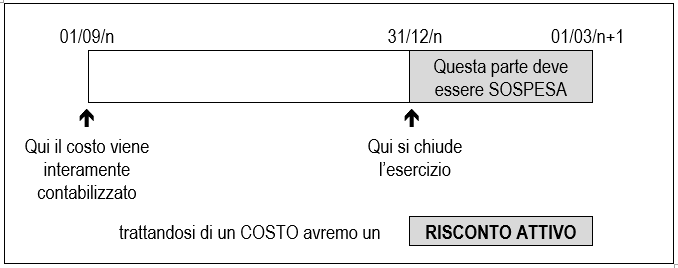 01/09/n 31/12/n 01/03/n+1
Questa parte deve
essere SOSPESA
Qui il costo viene
interamente
contabilizzato
Qui si chiude
l'esercizio
trattandosi di un COSTO avremo un RISCONTO ATTIVO